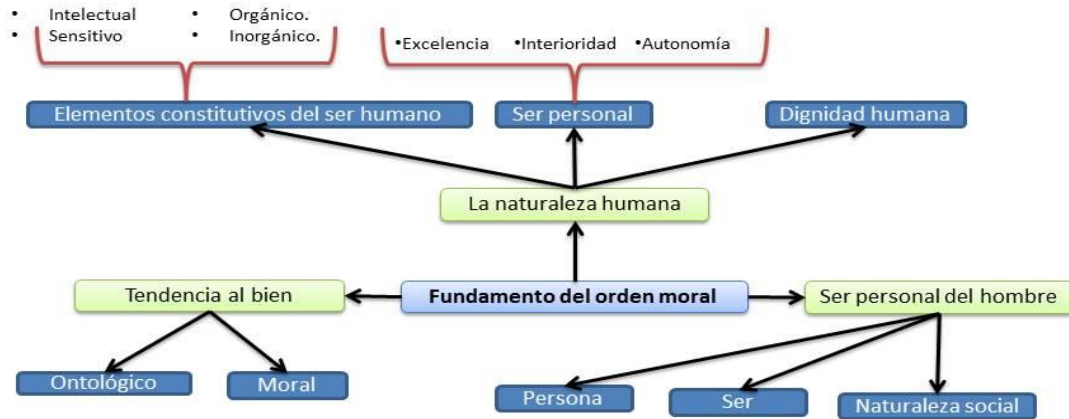 • Intelectual • Orgánico.
• Sensitivo • Inorgánico.
•Excelencia •Interioridad •Autonomía
Elementos constitutivos del ser humano
Ser personal
Dignidad humana
La naturaleza humana
Tendencia al bien
Fundamento del orden moral
Ser personal del hombre
Ontológico
Moral
Persona
Ser
Naturaleza social